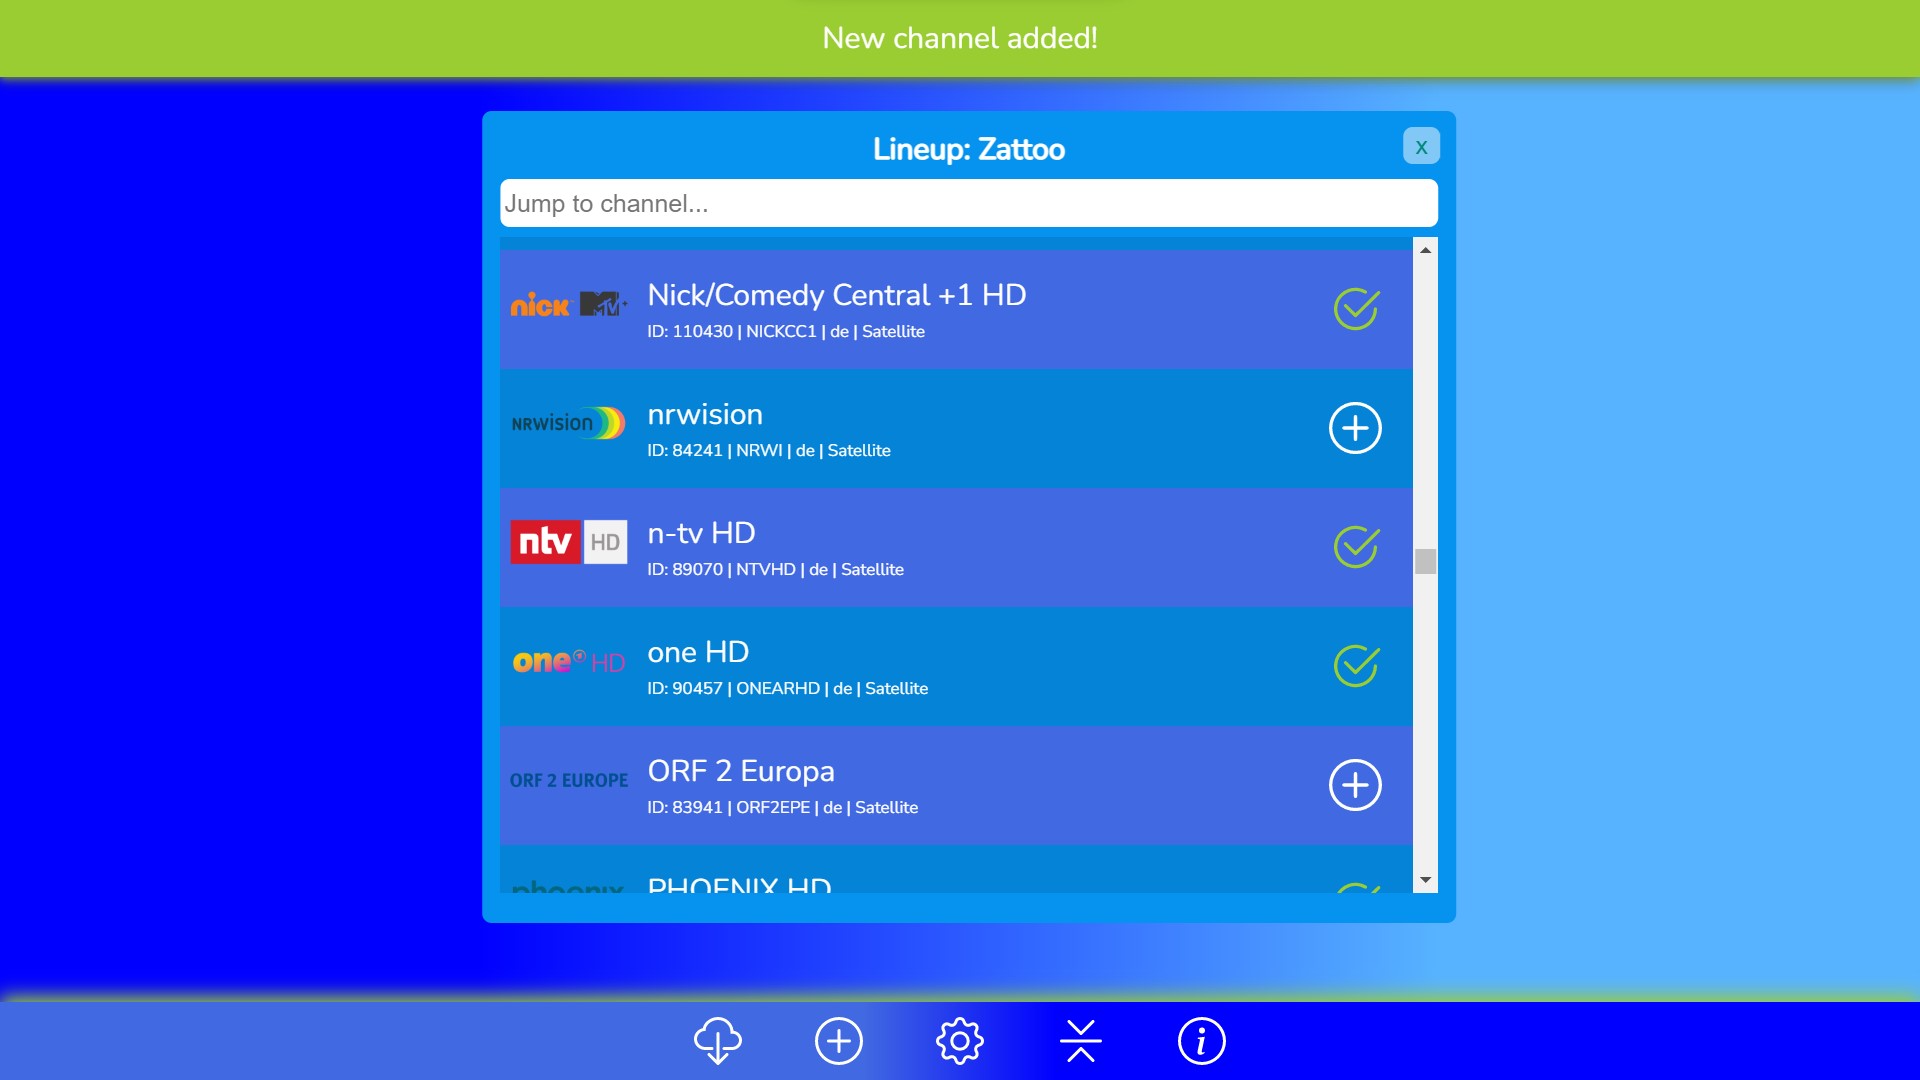 New channel added!
Lineup: Zattoo
x
Jump to channel...
nick MTV+
Nick/Comedy Central +1 HD
ID: 110430 | NICKCC1 | de | Satellite
NRWision
nrwision
ID: 84241 | NRWI | de | Satellite
ntv HD
n-tv HD
ID: 89070 | NTVHD | de | Satellite
one HD
one HD
ID: 90457 | ONEARHD | de | Satellite
ORF 2 EUROPE
ORF 2 Europa
ID: 83941 | ORF2EPE | de | Satellite
phoenix
PHOENIX HD
i